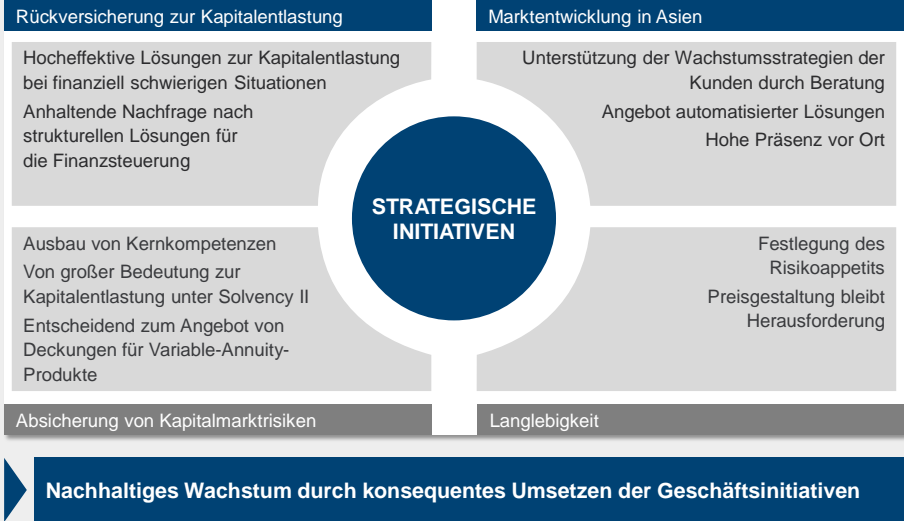 Rückversicherung zur Kapitalentlastung
Hocheffektive Lösungen zur Kapitalentlastung
bei finanziell schwierigen Situationen
Anhaltende Nachfrage nach
strukturellen Lösungen für
die Finanzsteuerung
Marktentwicklung in Asien
Unterstützung der Wachstumsstrategien der
Kunden durch Beratung
Angebot automatisierter Lösungen
Hohe Präsenz vor Ort
STRATEGISCHE
INITIATIVEN
Ausbau von Kernkompetenzen
Von großer Bedeutung zur
Kapitalentlastung unter Solvency II
Entscheidend zum Angebot von
Deckungen für Variable-Annuity-
Produkte
Absicherung von Kapitalmarktrisiken
Festlegung des
Risikoappetits
Preisgestaltung bleibt
Herausforderung
Langlebigkeit
Nachhaltiges Wachstum durch konsequentes Umsetzen der Geschäftsinitiativen